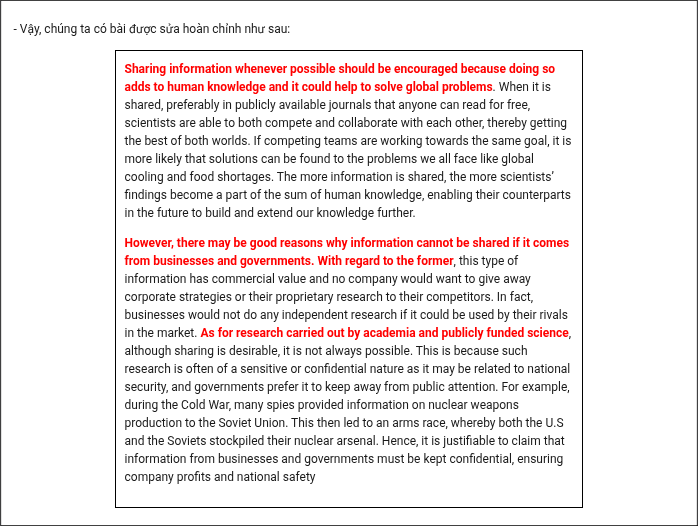 - Vậy, chúng ta có bài được sửa hoàn chỉnh như sau:
Sharing information whenever possible should be encouraged because doing so
adds to human knowledge and it could help to solve global problems. When it is
shared, preferably in publicly available journals that anyone can read for free,
scientists are able to both compete and collaborate with each other, thereby getting
the best of both worlds. If competing teams are working towards the same goal, it is
more likely that solutions can be found to the problems we all face like global
cooling and food shortages. The more information is shared, the more scientists'
findings become a part of the sum of human knowledge, enabling their counterparts
in the future to build and extend our knowledge further.
However, there may be good reasons why information cannot be shared if it comes
from businesses and governments. With regard to the former, this type of
information has commercial value and no company would want to give away
corporate strategies or their proprietary research to their competitors. In fact,
businesses would not do any independent research if it could be used by their rivals
in the market. As for research carried out by academia and publicly funded science,
although sharing is desirable, it is not always possible. This is because such
research is often of a sensitive or confidential nature as it may be related to national
security, and governments prefer it to keep away from public attention. For example,
during the Cold War, many spies provided information on nuclear weapons
production to the Soviet Union. This then led to an arms race, whereby both the U.S
and the Soviets stockpiled their nuclear arsenal. Hence, it is justifiable to claim that
information from businesses and governments must be kept confidential, ensuring
company profits and national safety